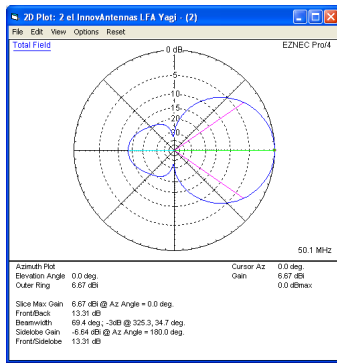 2D Plot: 2 el InnovAntennas LFA Yagi - (2)
File Edit View Options Reset
Total Field
EZNEC Pro/4
0 dB
-5
-10
-15
-20
-30
50.1 MHz
Azimuth Plot
Elevation Angle 0.0 deg.
Outer Ring 6.67 dBi
Cursor Az 0.0 deg.
Gain 6.67 dBi
0.0 dBmax
Slice Max Gain 6.67 dBi @ Az Angle = 0.0 deg.
Front/Back 13.31 dB
Beamwidth 69.4 deg.; -3dB @ 325.3, 34.7 deg.
Sidelobe Gain -6.64 dBi @ Az Angle = 180.0 deg.
Front/Sidelobe 13.31 dB